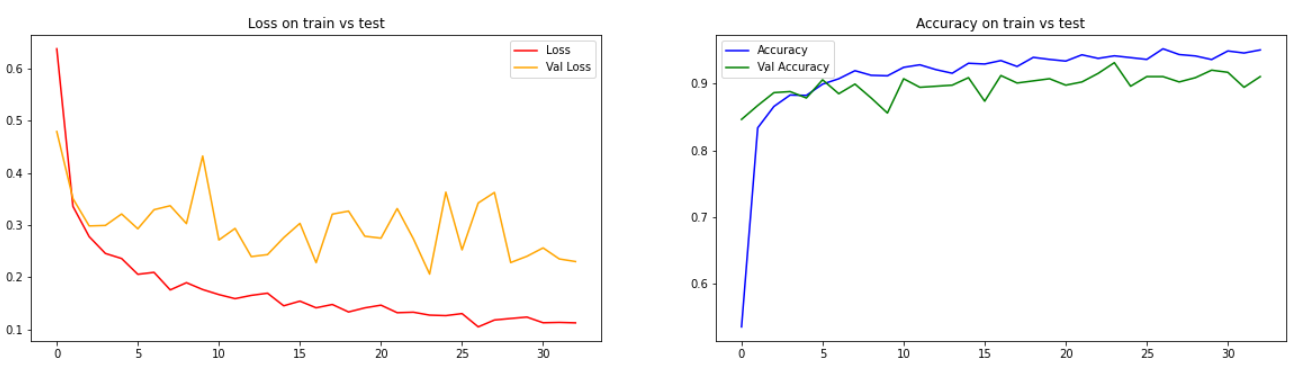 Loss on train vs test
Loss
Val Loss
0.6
0.5
0.4
0.3
0.2
0.1
0 5 10 15 20 25 30
Accuracy on train vs test
Accuracy
Val Accuracy
0.9
0.8
0.7
0.6
0 5 10 15 20 25 30